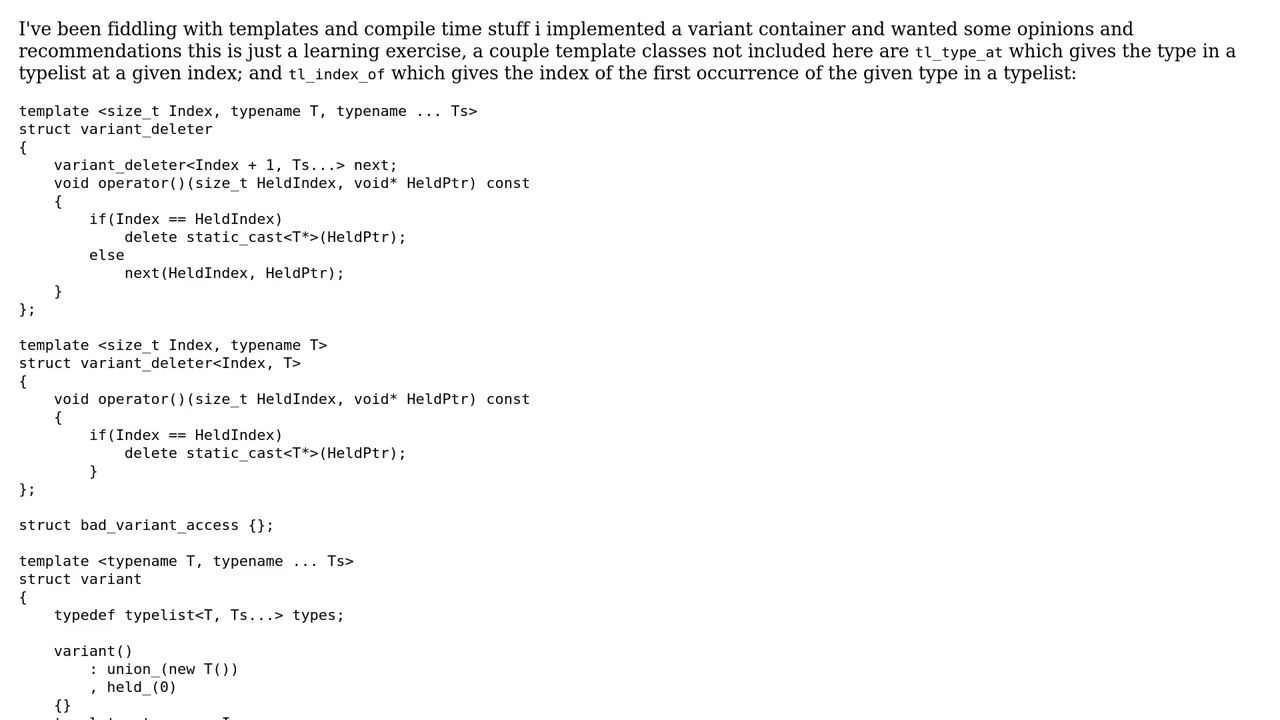 I've been fiddling with templates and compile time stuff i implemented a variant container and wanted some opinions and
recommendations this is just a learning exercise, a couple template classes not included here are tl_type_at which gives the type in a
typelist at a given index; and tl_index_of which gives the index of the first occurrence of the given type in a typelist:
template <size_t Index, typename T, typename ... Ts>
struct variant_deleter
{
    variant_deleter<Index + 1, Ts...> next;
    void operator()(size_t HeldIndex, void* HeldPtr) const
    {
        if(Index == HeldIndex)
            delete static_cast<T*>(HeldPtr);
        else
            next(HeldIndex, HeldPtr);
    }
};
template <size_t Index, typename T>
struct variant_deleter<Index, T>
{
    void operator()(size_t HeldIndex, void* HeldPtr) const
    {
        if(Index == HeldIndex)
            delete static_cast<T*>(HeldPtr);
        }
};
struct bad_variant_access {};
template <typename T, typename ... Ts>
struct variant
{
    typedef typelist<T, Ts...> types;
    variant()
        : union_(new T())
        , held_(0)
    {}